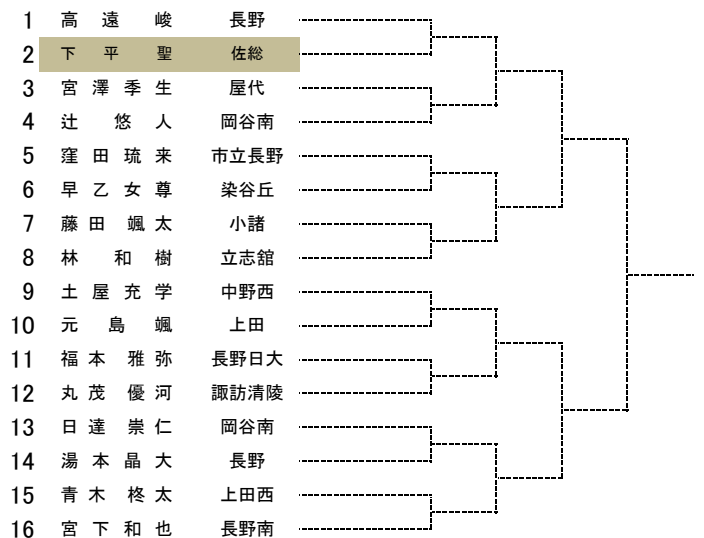 1 高遠峻 長野
2 下平聖 佐総
3 宮澤季生 屋代
4 辻悠人 岡谷南
5 窪田琉来 市立長野
6 早乙女尊 染谷丘
7 藤田颯太 小諸
8 林和樹 立志舘
9 土屋充学 中野西
10 元島颯 上田
11 福本雅弥 長野日大
12 丸茂優河 諏訪清陵
13 日達崇仁 岡谷南
14 湯本晶大 長野
15 青木柊太 上田西
16 宮下和也 長野南